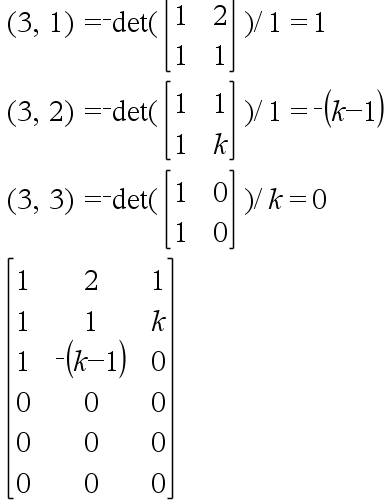 (3, 1) =-det([1 2
1 1])/1 = 1
(3, 2) =-det([1 1
1 k])/1 = -(k-1)
(3, 3) =-det([1 0
1 0])/k = 0
[1 2 1
1 1 k
1 -(k-1) 0
0 0 0
0 0 0
0 0 0]